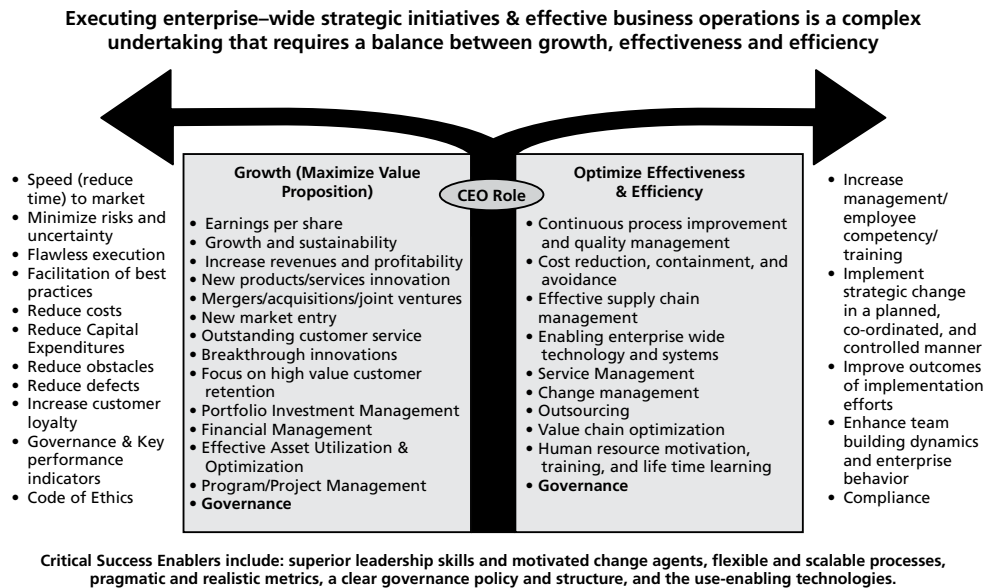 Executing enterprise–wide strategic initiatives & effective business operations is a complex
undertaking that requires a balance between growth, effectiveness and efficiency
• Speed (reduce
time) to market
• Minimize risks and
uncertainty
• Flawless execution
• Facilitation of best
practices
• Reduce costs
• Reduce Capital
Expenditures
• Reduce obstacles
• Reduce defects
• Increase customer
loyalty
• Governance & Key
performance
indicators
• Code of Ethics
Growth (Maximize Value
Proposition)
• Earnings per share
• Growth and sustainability
• Increase revenues and profitability
• New products/services innovation
• Mergers/acquisitions/joint ventures
• New market entry
• Outstanding customer service
• Breakthrough innovations
• Focus on high value customer
retention
• Portfolio Investment Management
• Financial Management
• Effective Asset Utilization &
Optimization
• Program/Project Management
• Governance
CEO Role
Optimize Effectiveness
& Efficiency
• Continuous process improvement
and quality management
• Cost reduction, containment, and
avoidance
• Effective supply chain
management
• Enabling enterprise wide
technology and systems
• Service Management
• Change management
• Outsourcing
• Value chain optimization
• Human resource motivation,
training, and life time learning
• Governance
• Increase
management/
employee
competency/
training
• Implement
strategic change
in a planned,
co-ordinated, and
controlled manner
• Improve outcomes
of implementation
efforts
• Enhance team
building dynamics
and enterprise
behavior
• Compliance
Critical Success Enablers include: superior leadership skills and motivated change agents, flexible and scalable processes,
pragmatic and realistic metrics, a clear governance policy and structure, and the use-enabling technologies.